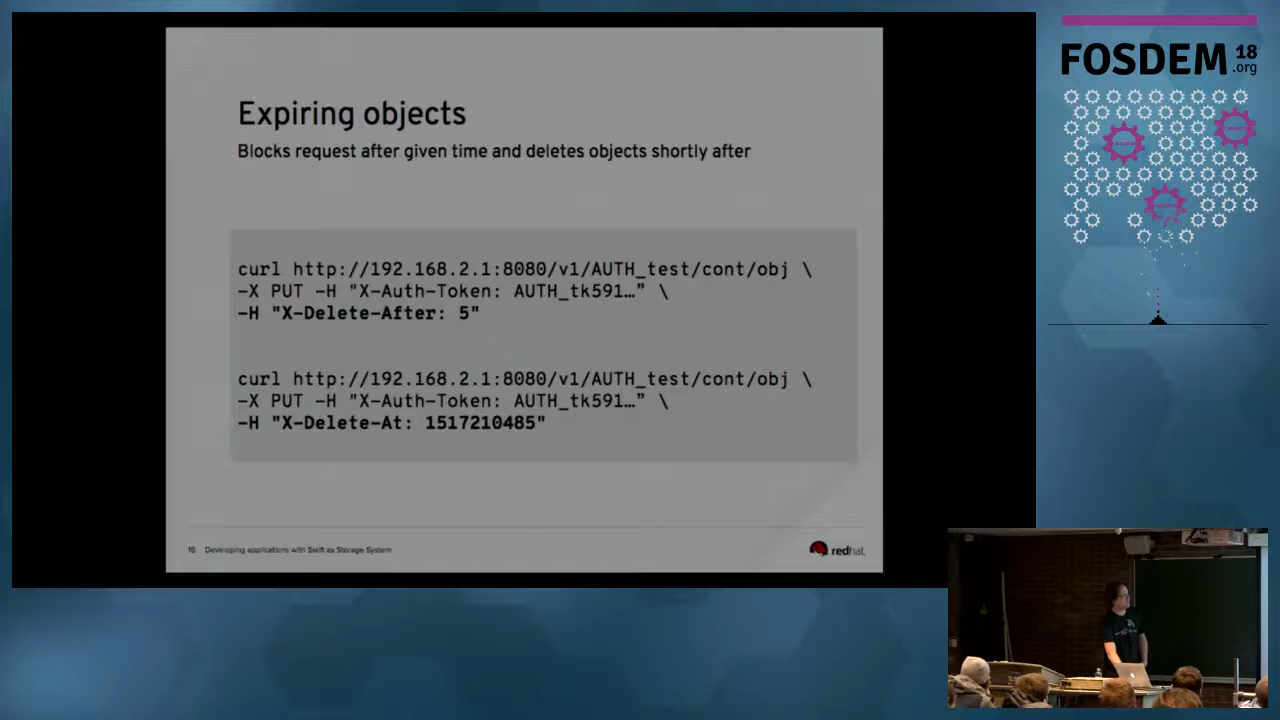 Expiring objects
Blocks request after given time and deletes objects shortly after
curl http://192.168.2.1:8080/v1/AUTH_test/cont/obj \
-X PUT -H "X-Auth-Token: AUTH_tk591…” \
-H "X-Delete-After: 5"
curl http://192.168.2.1:8080/v1/AUTH_test/cont/obj \
-X PUT -H "X-Auth-Token: AUTH_tk591…” \
-H "X-Delete-At: 1517210485"
16 Developing applications with Swift as Storage System
redhat.
FOSDEM 18
.org